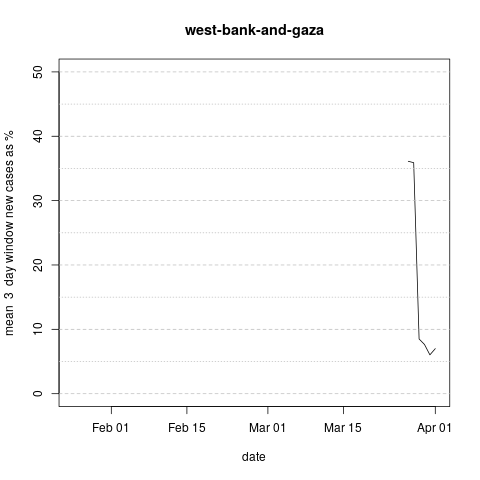 west-bank-and-gaza
mean 3 day window new cases as %
50
40
30
20
10
0
Feb 01 Feb 15 Mar 01 Mar 15 Apr 01
date